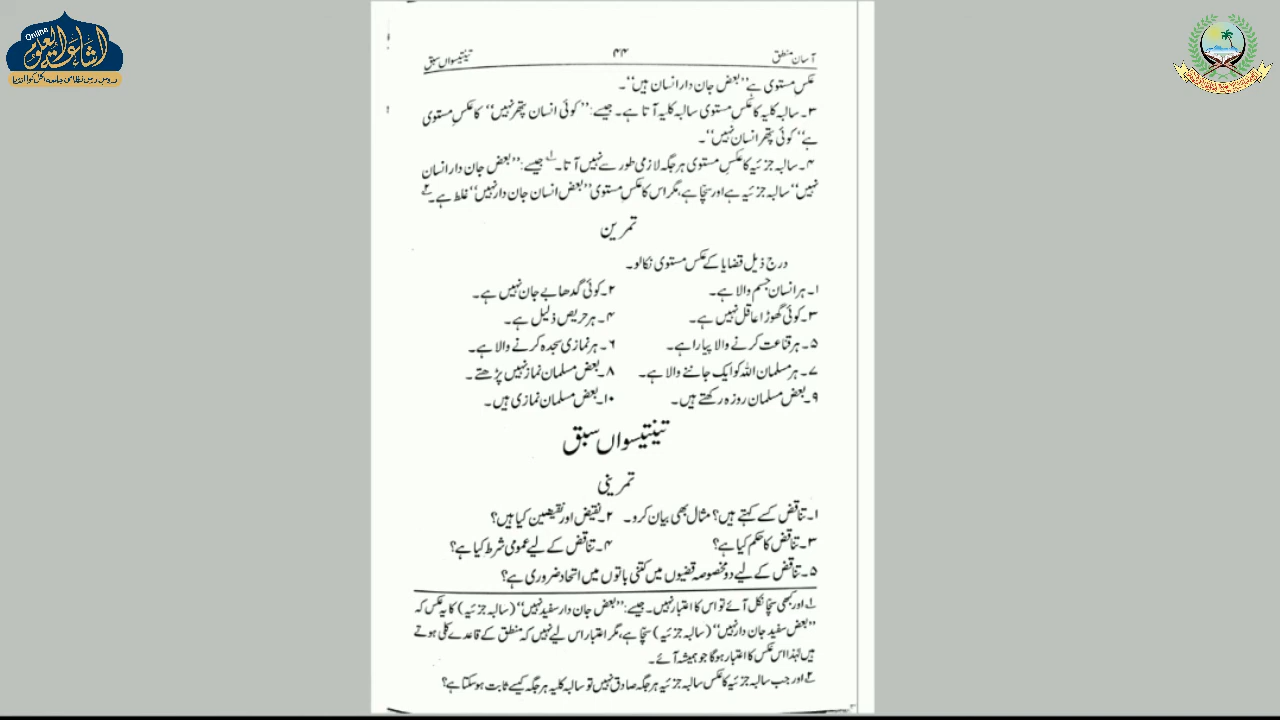 Online
اشاعت العلوم
آسان منطق
۴۴
تینتیسواں سبق
عکس مستوی ہے ”بعض جان دار انسان ہیں“۔
۳۔ سالبہ کلیہ کا عکس مستوی سالبہ کلیہ آتا ہے۔ جیسے: ”کوئی انسان پتھر نہیں“ کا عکسِ مستوی
ہے ”کوئی پتھر انسان نہیں“۔
۴۔ سالبہ جزئیہ کا عکسِ مستوی ہر جگہ لازمی طور سے نہیں آتا۔ ۱؎ جیسے: ”بعض جان دار انسان
نہیں“ سالبہ جزئیہ ہے اور سچا ہے، مگر اس کا عکسِ مستوی ”بعض انسان جان دار نہیں“ غلط ہے۔ ۲؎
تمرین
درج ذیل قضایا کے عکس مستوی نکالو۔
۱۔ ہر انسان جسم والا ہے۔ ۲۔ کوئی گدھا بے جان نہیں ہے۔
۳۔ کوئی گھوڑا عاقل نہیں ہے۔ ۴۔ ہر حریص ذلیل ہے۔
۵۔ ہر قناعت کرنے والا پیارا ہے۔ ۶۔ ہر نمازی سجدہ کرنے والا ہے۔
۷۔ ہر مسلمان اللہ کو ایک جاننے والا ہے۔ ۸۔ بعض مسلمان نماز نہیں پڑھتے۔
۹۔ بعض مسلمان روزہ رکھتے ہیں۔ ۱۰۔ بعض مسلمان نمازی ہیں۔
تینتیسواں سبق
تمرینی
۱۔ تناقض کسے کہتے ہیں؟ مثال بھی بیان کرو۔ ۲۔ نقیض اور نقیضین کیا ہیں؟
۳۔ تناقض کا حکم کیا ہے؟ ۴۔ تناقض کے لیے عمومی شرط کیا ہے؟
۵۔ تناقض کے لیے دو مخصوصہ قضیوں میں کتنی باتوں میں اتحاد ضروری ہے؟
۱؎ اور کبھی سچا نکل آئے تو اس کا اعتبار نہیں۔ جیسے: ”بعض جان دار سفید نہیں“ (سالبہ جزئیہ) کا یہ عکس کہ
”بعض سفید جان دار نہیں“ (سالبہ جزئیہ) سچا ہے، مگر اعتبار اس لیے نہیں کہ منطق کے قاعدے کلی ہوتے
ہیں لہٰذا اس عکس کا اعتبار ہوگا جو ہمیشہ آئے۔
۲؎ اور جب سالبہ جزئیہ کا عکس سالبہ جزئیہ ہر جگہ صادق نہیں تو سالبہ کلیہ ہر جگہ کیسے ثابت ہو سکتا ہے؟